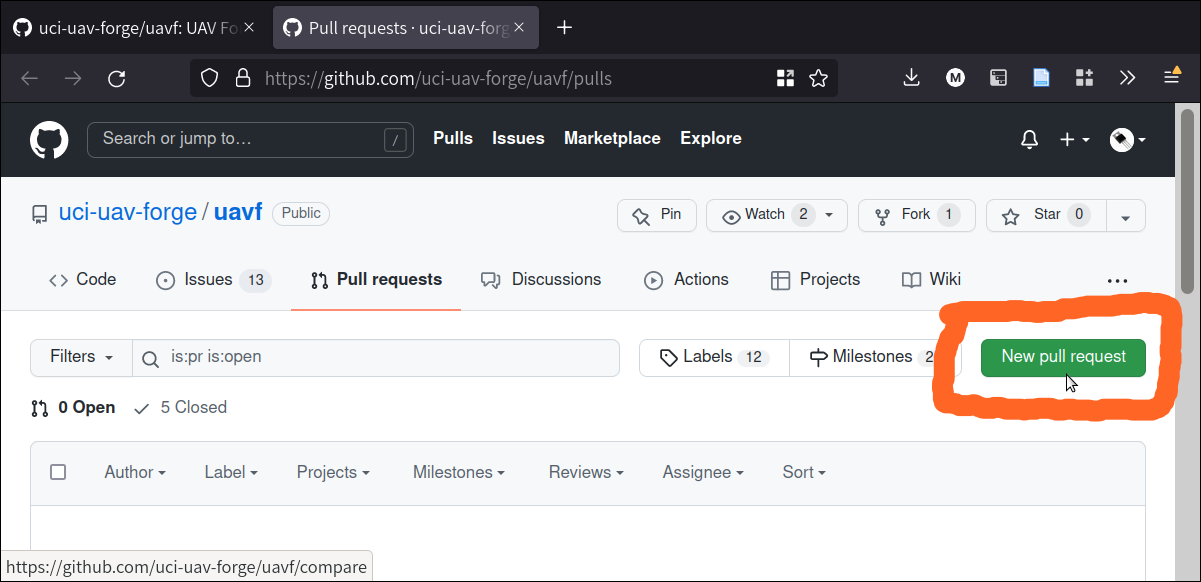 uci-uav-forge/uavf: UAV Fo
Pull requests · uci-uav-forg
https://github.com/uci-uav-forge/uavf/pulls
M
Search or jump to… /
Pulls Issues Marketplace Explore
uci-uav-forge / uavf Public
Pin Watch 2 Fork 1 Star 0
Code Issues 13 Pull requests Discussions Actions Projects Wiki
Filters is:pr is:open Labels 12 Milestones 2 New pull request
0 Open 5 Closed
Author Label Projects Milestones Reviews Assignee Sort
https://github.com/uci-uav-forge/uavf/compare